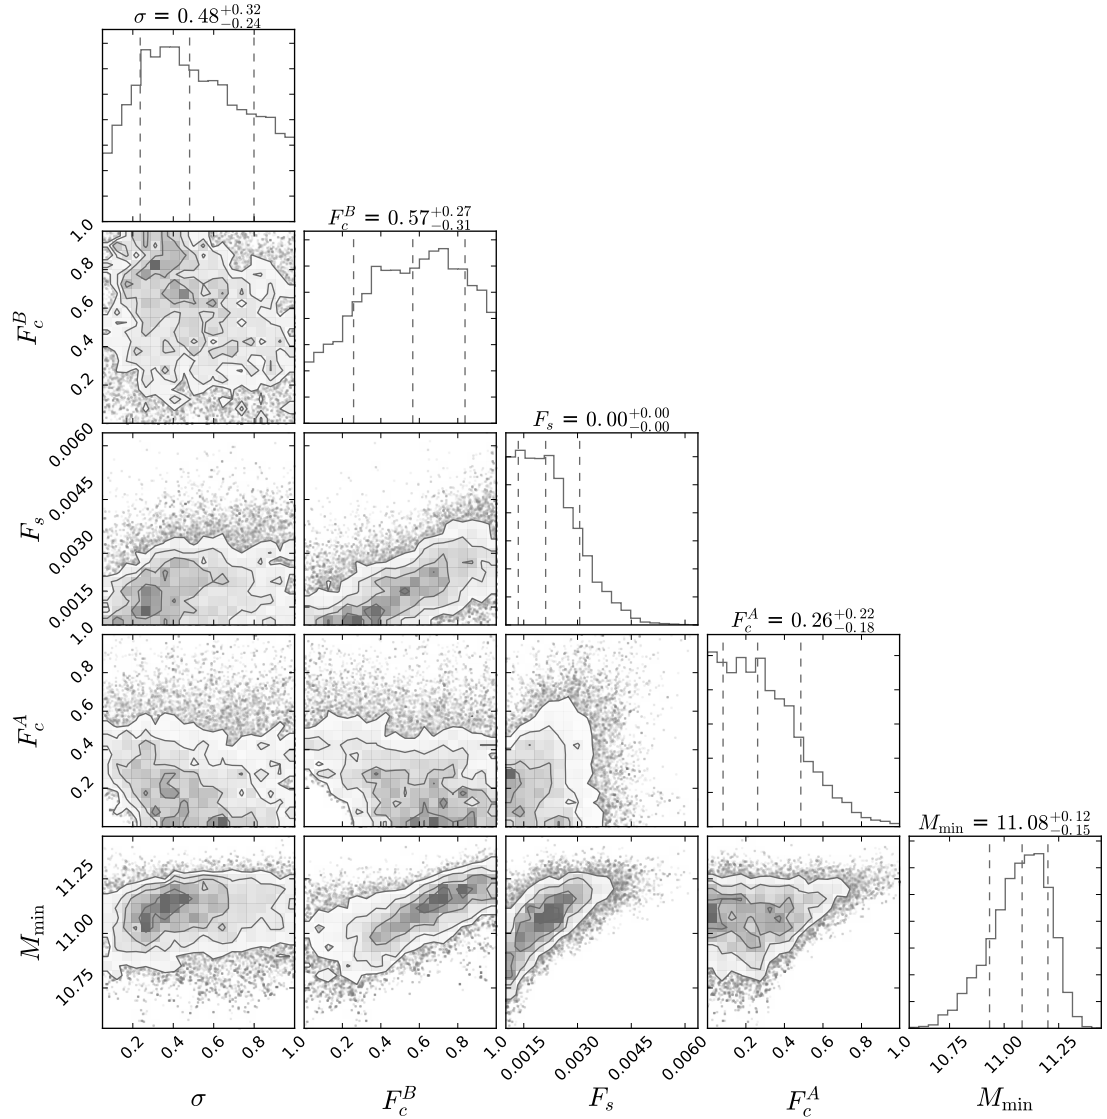 σ = 0.48+0.32−0.24
F_c^B = 0.57+0.27−0.31
1.0
0.8
0.6
0.4
0.2
F_c^B
F_s = 0.00+0.00−0.00
0.0060
0.0045
0.0030
0.0015
F_s
F_c^A = 0.26+0.22−0.18
1.0
0.8
0.6
0.4
0.2
F_c^A
M_min = 11.08+0.12−0.15
11.25
11.00
10.75
M_min
0.2 0.4 0.6 0.8 1.0
0.2 0.4 0.6 0.8 1.0
0.0015 0.0030 0.0045 0.0060
0.2 0.4 0.6 0.8 1.0
10.75 11.00 11.25
σ F_c^B F_s F_c^A M_min